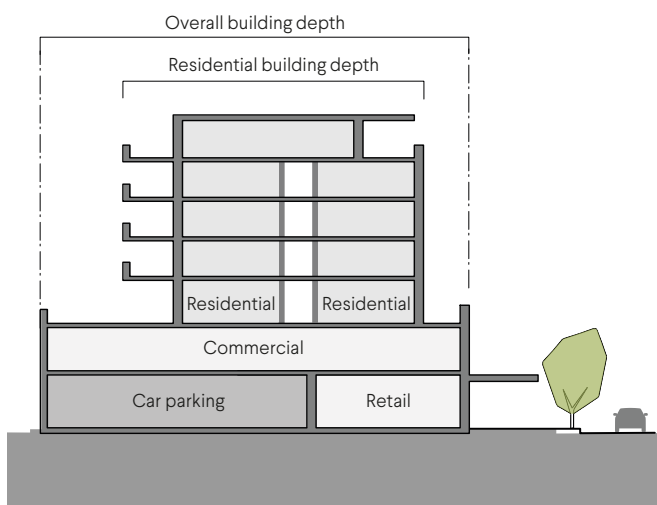 Overall building depth
Residential building depth
Residential Residential
Commercial
Car parking Retail